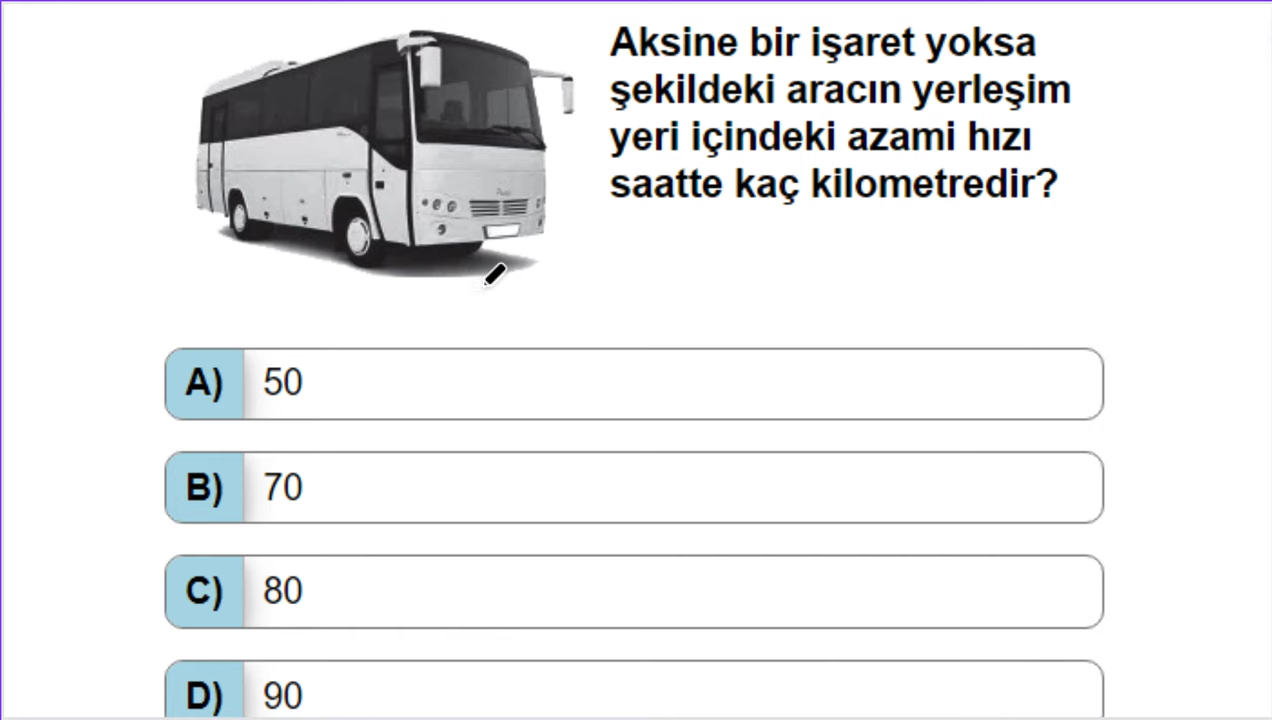 Aksine bir işaret yoksa
şekildeki aracın yerleşim
yeri içindeki azami hızı
saatte kaç kilometredir?
A) 50
B) 70
C) 80
D) 90